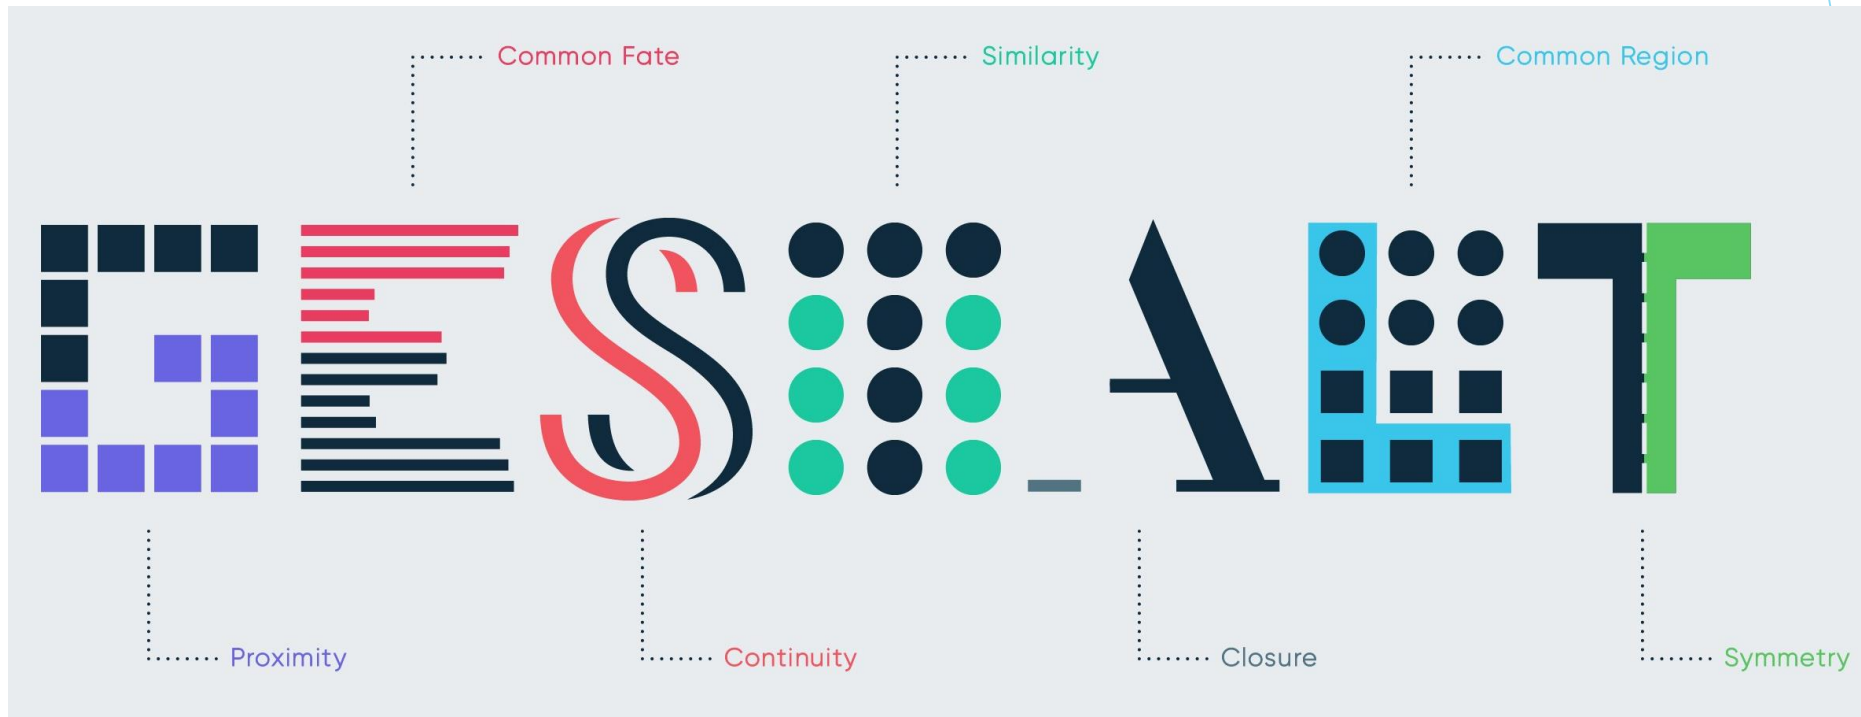 Common Fate
Similarity
Common Region
GESTALT
Proximity
Continuity
Closure
Symmetry